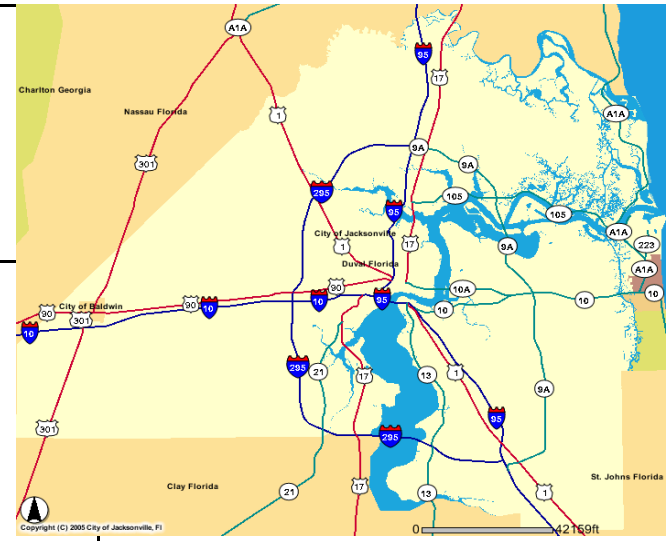 A1A
95
17
Charlton Georgia
Nassau Florida
1
A1A
301
9A
9A
295
105
95
105
City of Jacksonville
A1A
1
17
9A
223
Duval Florida
A1A
90
10A
10
City of Baldwin
90
10
10
95
10
90
301
10
10
295
21
17
13
1
9A
95
301
295
St. Johns Florida
Clay Florida
21
17
13
1
Copyright (C) 2005 City of Jacksonville, Fl
0
42159ft